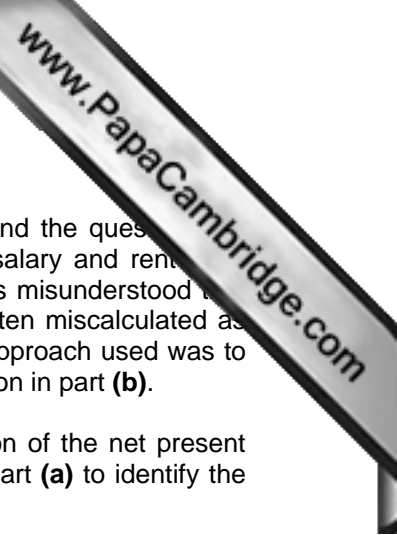 www.PapaCambridge.com
nd the ques
salary and rent
s misunderstood
ten miscalculated as
pproach used was to
on in part (b).
on of the net present
art (a) to identify the